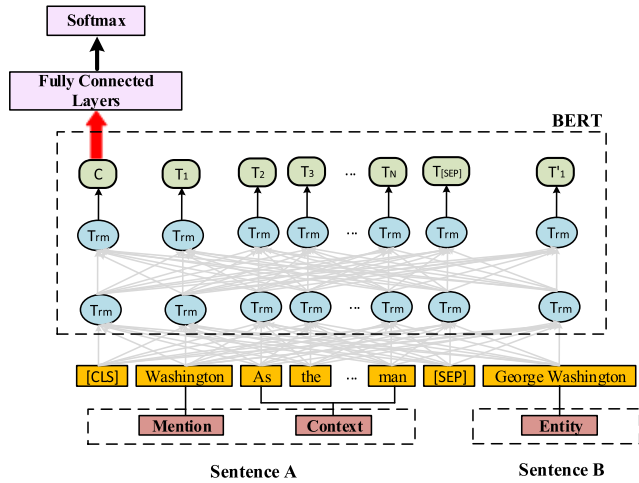 Softmax
Fully Connected
Layers
BERT
C T1 T2 T3 ... TN T[SEP] T'1
Trm Trm Trm Trm ... Trm Trm Trm
Trm Trm Trm Trm ... Trm Trm Trm
[CLS] Washington As the ... man [SEP] George Washington
Mention Context Entity
Sentence A Sentence B